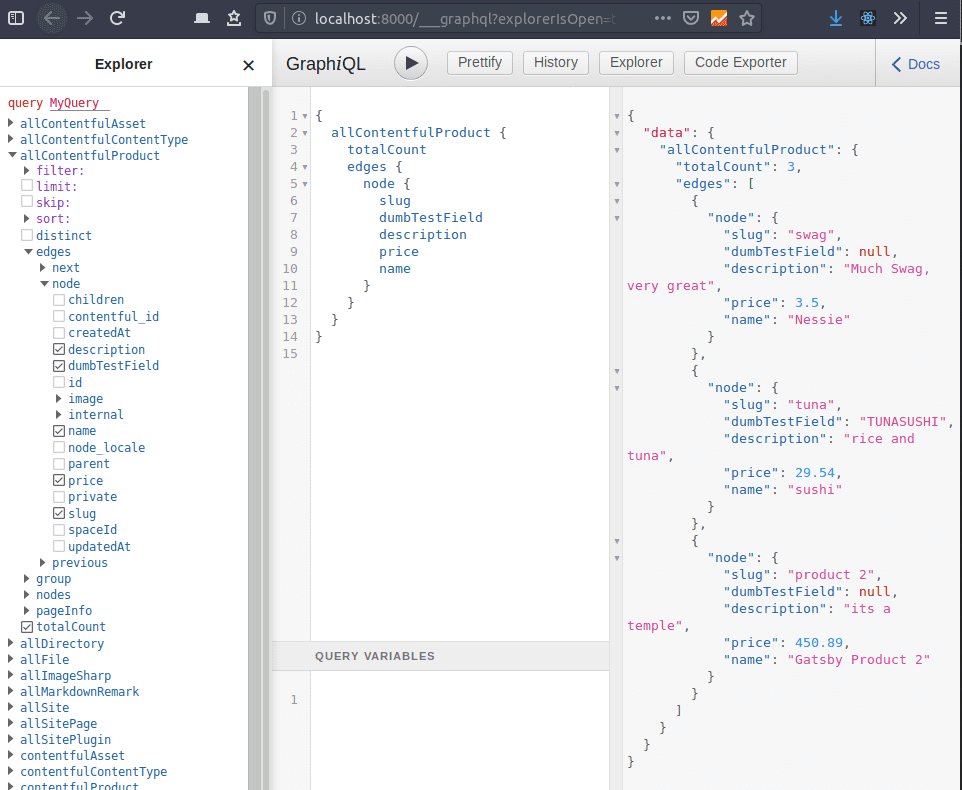 localhost:8000/___graphql?explorerIsOpen=t
Explorer
GraphiQL
Prettify
History
Explorer
Code Exporter
Docs
query MyQuery
allContentfulAsset
allContentfulContentType
allContentfulProduct
filter:
limit:
skip:
sort:
distinct
edges
next
node
children
contentful_id
createdAt
description
dumbTestField
id
image
internal
name
node_locale
parent
price
private
slug
spaceId
updatedAt
previous
group
nodes
pageInfo
totalCount
allDirectory
allFile
allImageSharp
allMarkdownRemark
allSite
allSitePage
allSitePlugin
contentfulAsset
contentfulContentType
contentfulProduct
1 {
2 allContentfulProduct {
3 totalCount
4 edges {
5 node {
6 slug
7 dumbTestField
8 description
9 price
10 name
11 }
12 }
13 }
14 }
15
QUERY VARIABLES
1
{
"data": {
"allContentfulProduct": {
"totalCount": 3,
"edges": [
{
"node": {
"slug": "swag",
"dumbTestField": null,
"description": "Much Swag,
very great",
"price": 3.5,
"name": "Nessie"
}
},
{
"node": {
"slug": "tuna",
"dumbTestField": "TUNASUSHI",
"description": "rice and
tuna",
"price": 29.54,
"name": "sushi"
}
},
{
"node": {
"slug": "product 2",
"dumbTestField": null,
"description": "its a
temple",
"price": 450.89,
"name": "Gatsby Product 2"
}
}
]
}
}
}